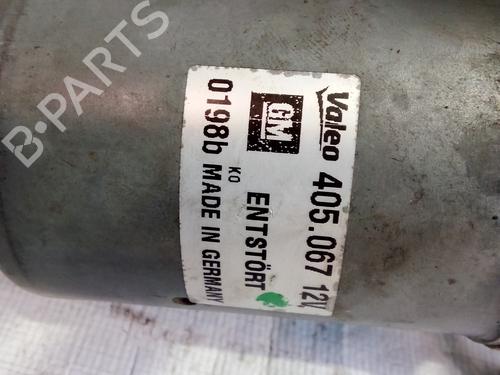 Valeo 405.067 12V
GM ENTSTÖRT
KO
0198b MADE IN GERMANY
B-PARTS